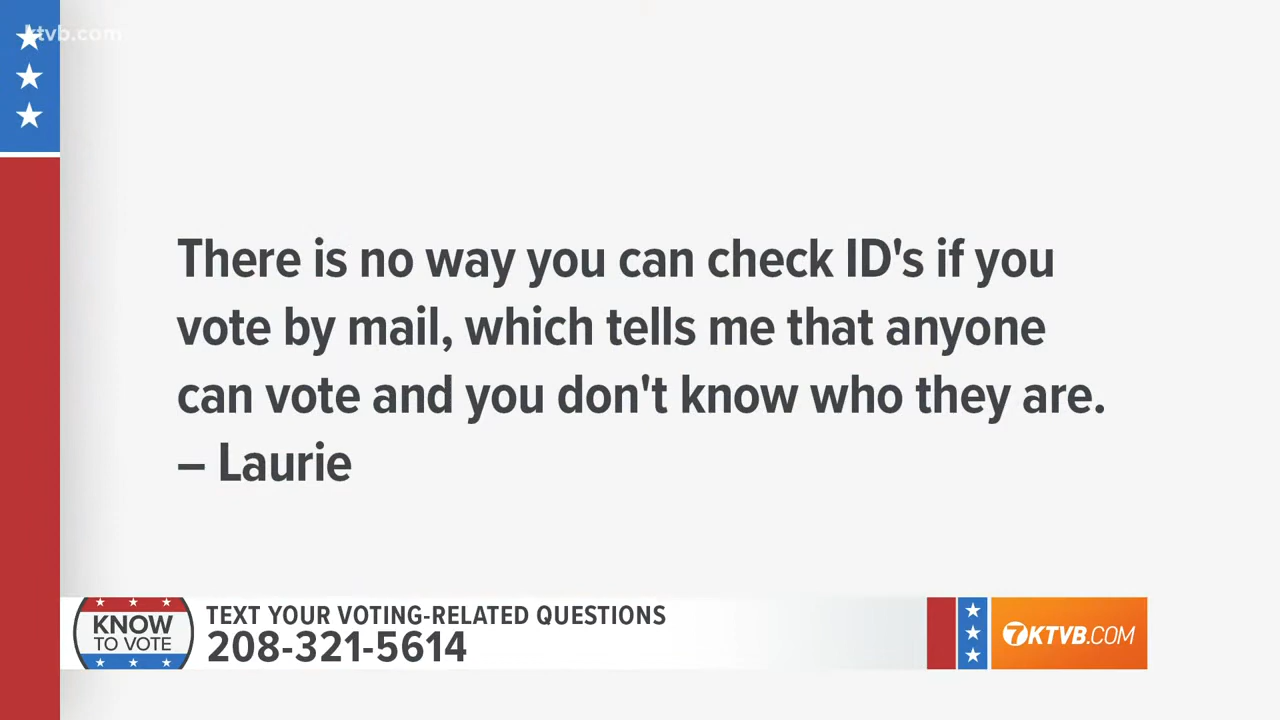 ktvb.com
There is no way you can check ID's if you
vote by mail, which tells me that anyone
can vote and you don't know who they are.
– Laurie
KNOW
TO VOTE
TEXT YOUR VOTING-RELATED QUESTIONS
208-321-5614
7KTVB.COM